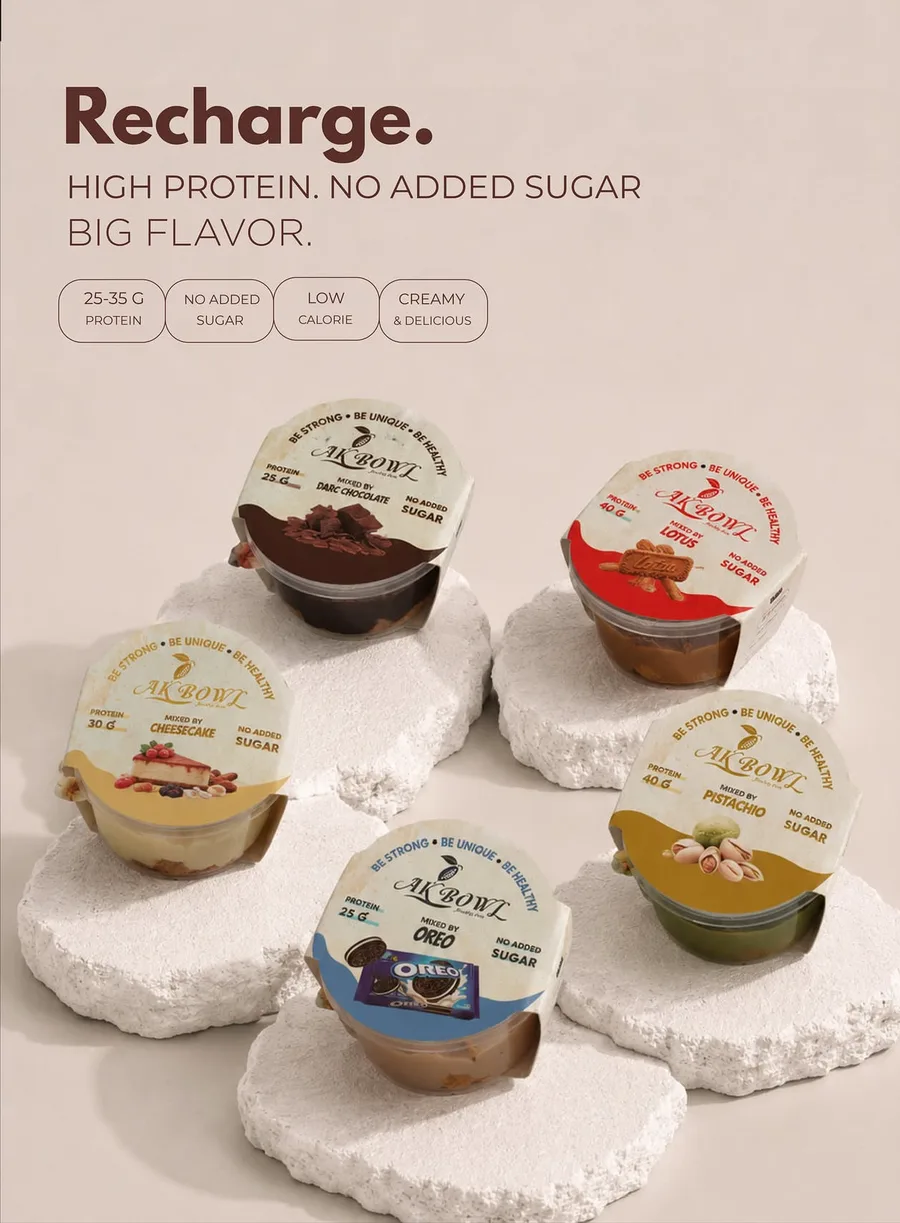 Recharge.
HIGH PROTEIN. NO ADDED SUGAR
BIG FLAVOR.
25-35 G
PROTEIN
NO ADDED
SUGAR
LOW
CALORIE
CREAMY
& DELICIOUS
BE STRONG • BE UNIQUE • BE HEALTHY
AK BOWL
PROTEIN
25 G
MIXED BY
DARC CHOCOLATE
NO ADDED
SUGAR
BE STRONG • BE UNIQUE • BE HEALTHY
AK BOWL
PROTEIN
40 G
MIXED BY
LOTUS
NO ADDED
SUGAR
Lotus
BE STRONG • BE UNIQUE • BE HEALTHY
AK BOWL
PROTEIN
30 G
MIXED BY
CHEESECAKE
NO ADDED
SUGAR
BE STRONG • BE UNIQUE • BE HEALTHY
AK BOWL
PROTEIN
40 G
MIXED BY
PISTACHIO
NO ADDED
SUGAR
BE STRONG • BE UNIQUE • BE HEALTHY
AK BOWL
PROTEIN
25 G
MIXED BY
OREO
NO ADDED
SUGAR
OREO